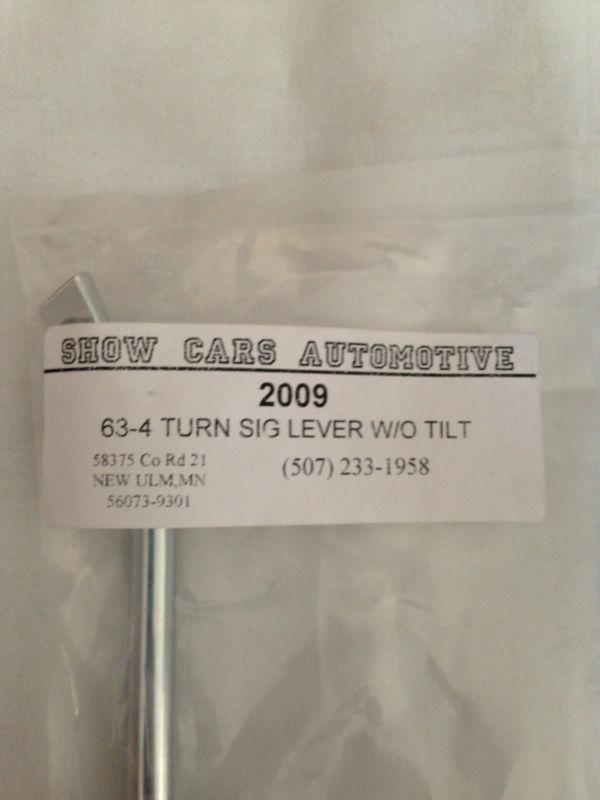 SHOW CARS AUTOMOTIVE
2009
63-4 TURN SIG LEVER W/O TILT
58375 Co Rd 21
(507) 233-1958
NEW ULM,MN
56073-9301